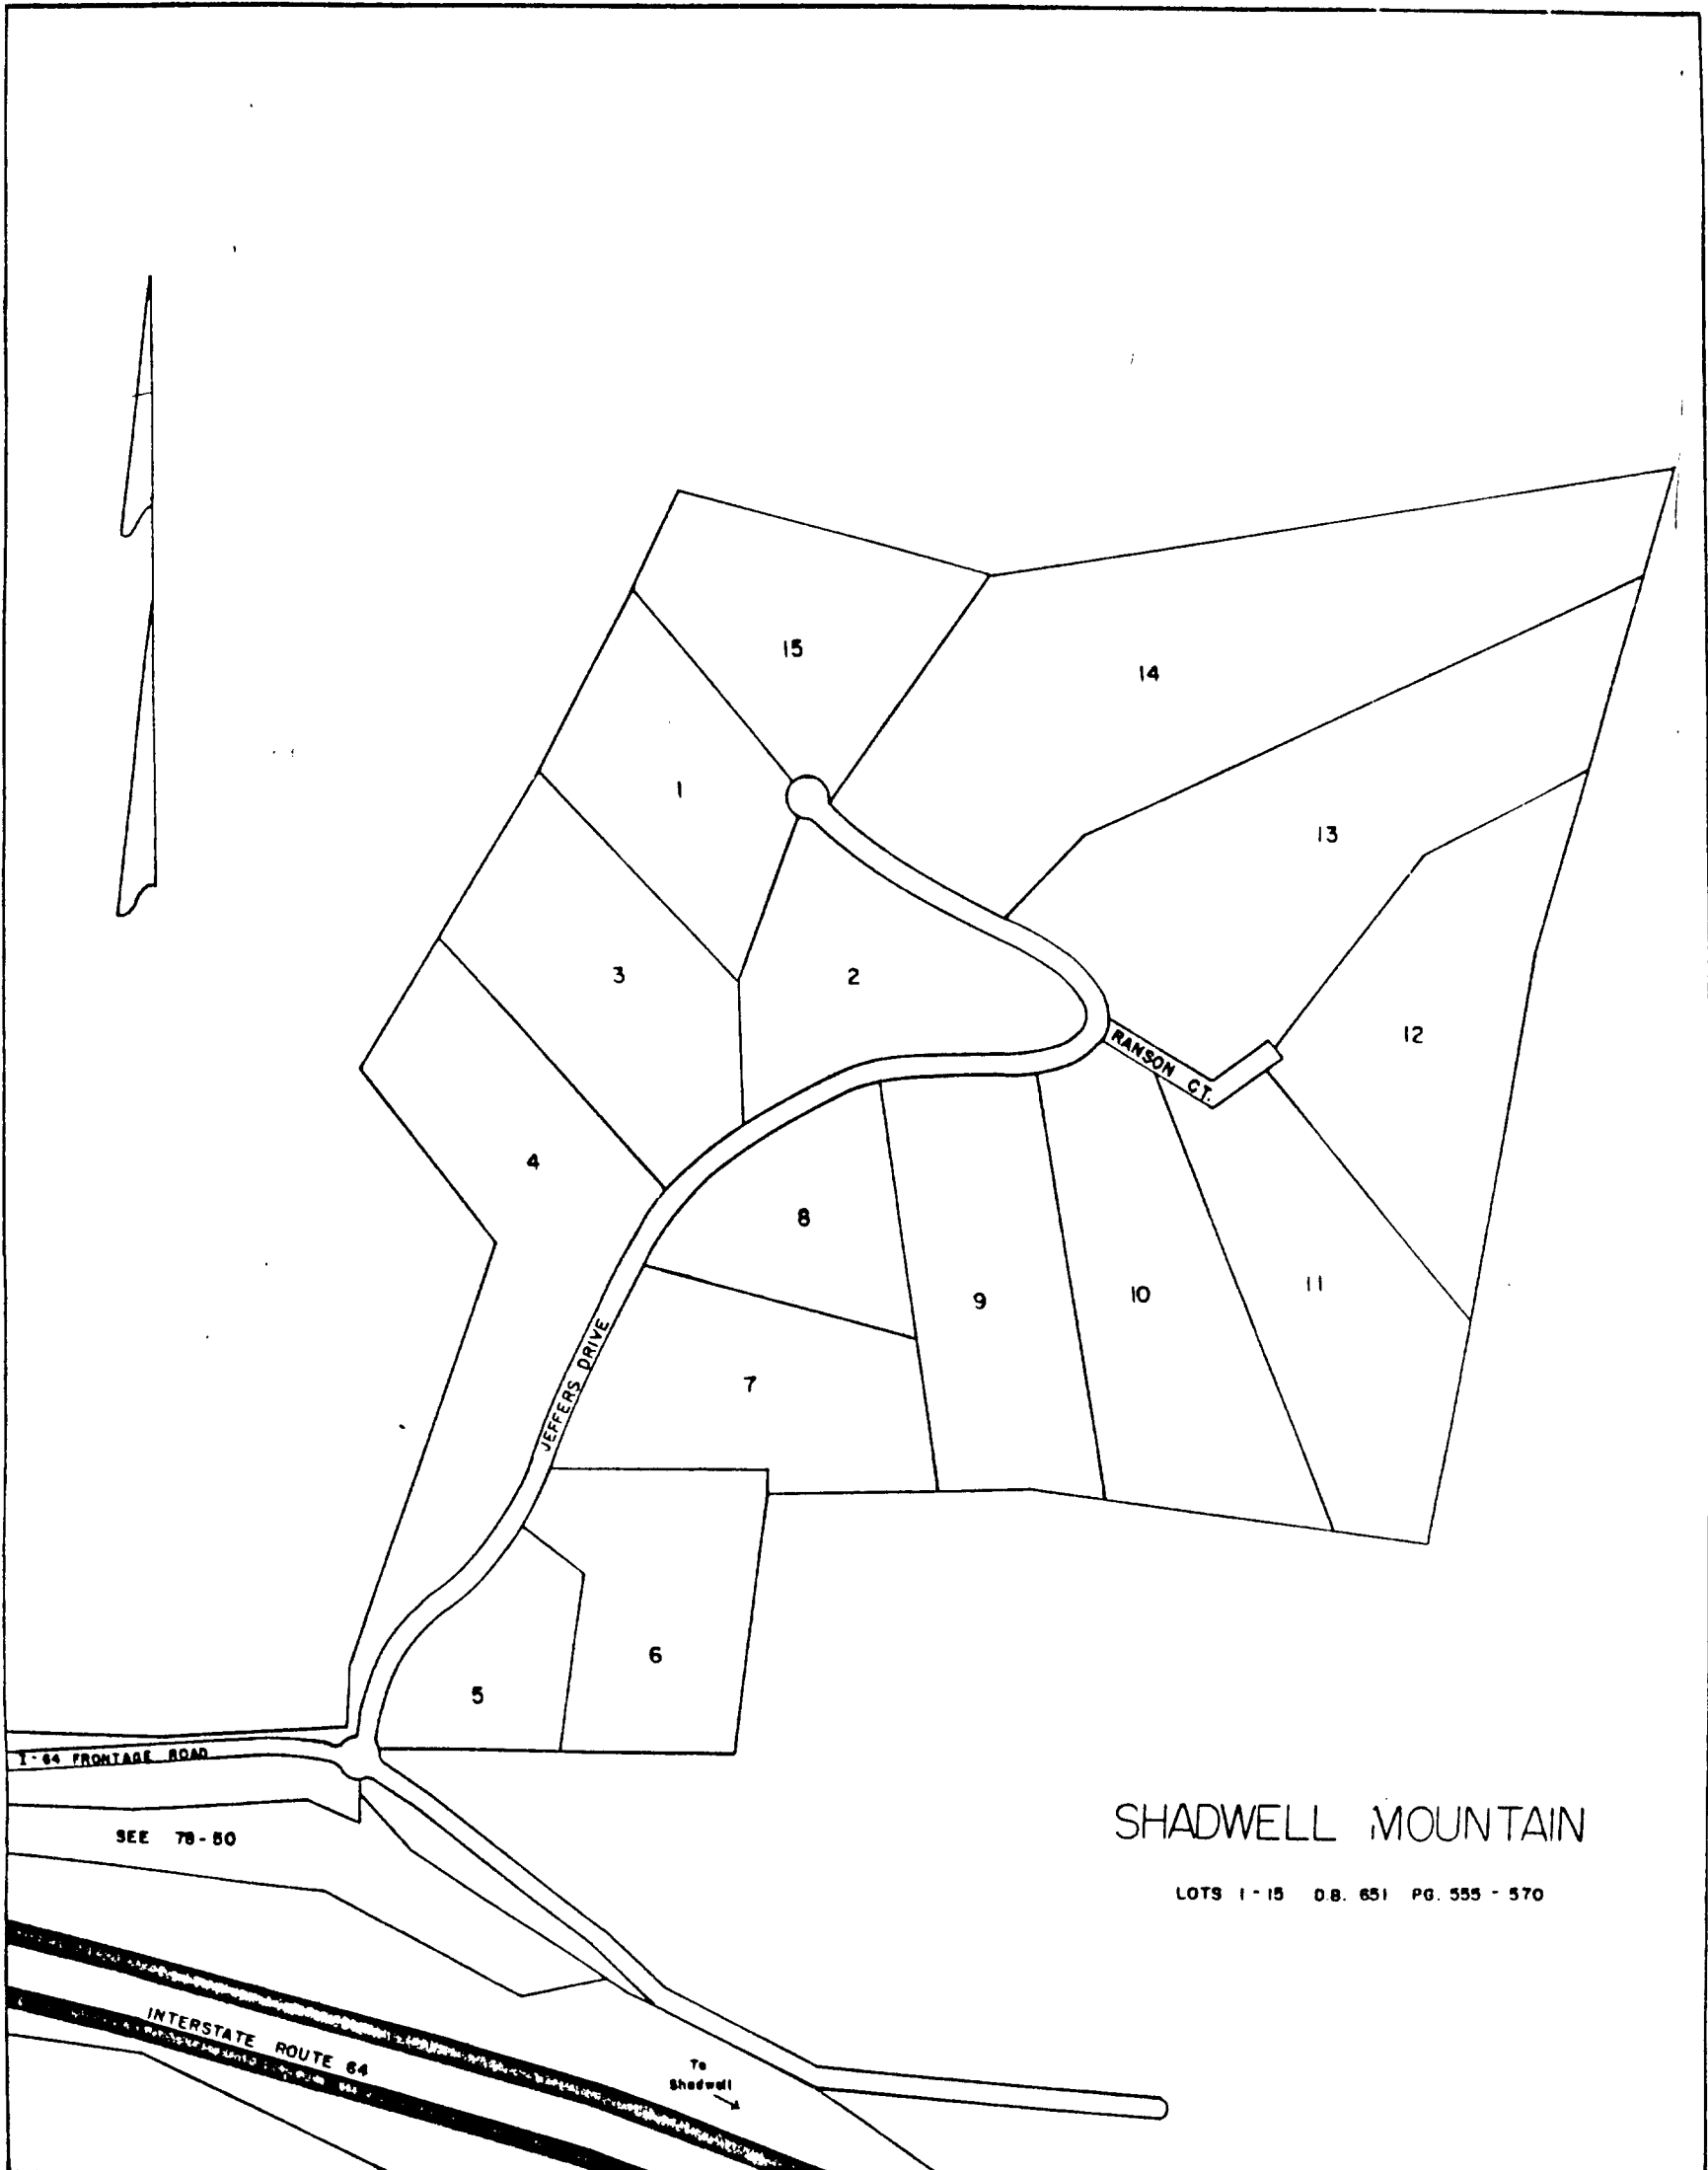 15
14
1
13
3
2
12
RANSON CT.
4
8
11
10
9
JEFFERS DRIVE
7
6
5
I-64 FRONTAGE ROAD
SEE 78-50
SHADWELL MOUNTAIN
LOTS 1-15 D.B. 651 PG. 555 - 570
INTERSTATE ROUTE 64
To
Shadwell